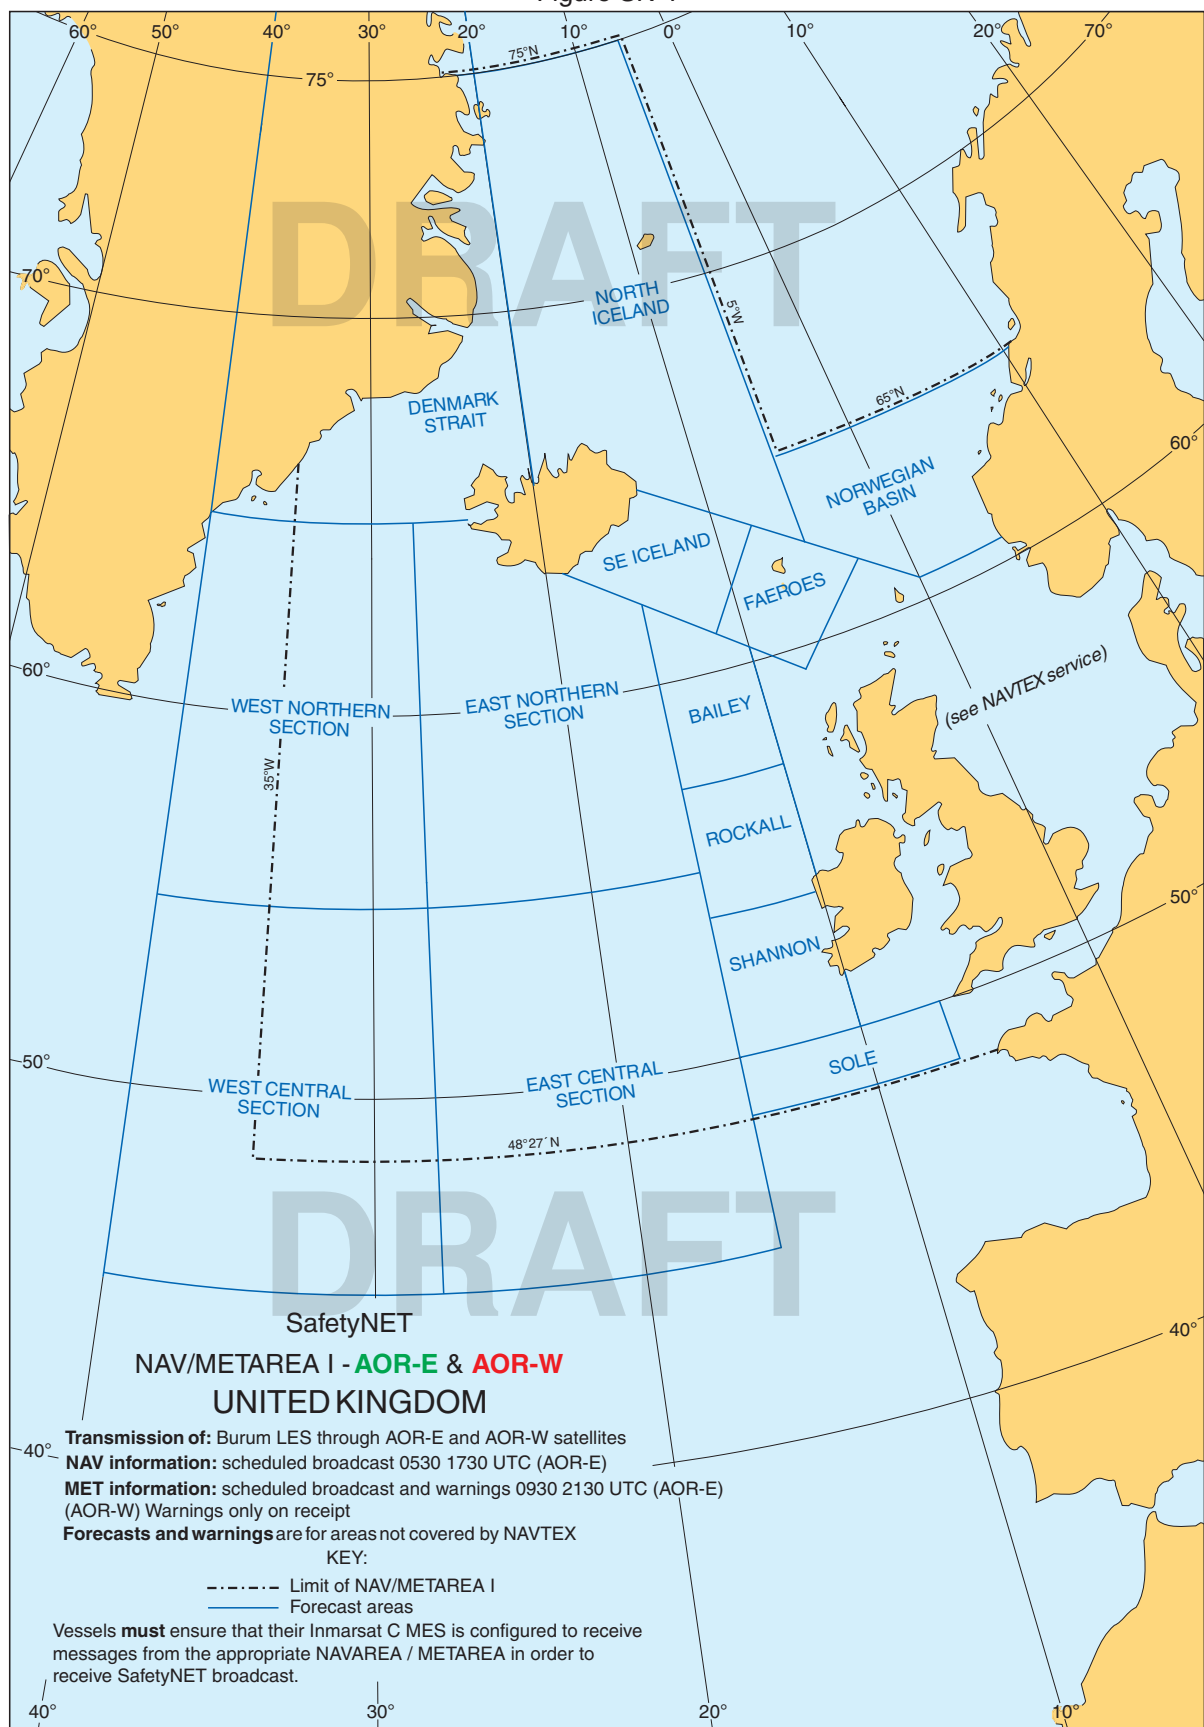 60° 50° 40° 30° 20° 10° 0° 10° 20° 70°
75°N
75°
DRAFT
70°
NORTH
ICELAND
5°W
65°N
DENMARK
STRAIT
60°
NORWEGIAN
BASIN
SE ICELAND
FAEROES
60°
(see NAVTEX service)
WEST NORTHERN
SECTION
EAST NORTHERN
SECTION
BAILEY
35°W
ROCKALL
50°
SHANNON
50°
SOLE
WEST CENTRAL
SECTION
EAST CENTRAL
SECTION
48°27´N
DRAFT
SafetyNET
40°
NAV/METAREA I - AOR-E & AOR-W
UNITED KINGDOM
Transmission of: Burum LES through AOR-E and AOR-W satellites
40°
NAV information: scheduled broadcast 0530 1730 UTC (AOR-E)
MET information: scheduled broadcast and warnings 0930 2130 UTC (AOR-E)
(AOR-W) Warnings only on receipt
Forecasts and warnings are for areas not covered by NAVTEX
KEY:
Limit of NAV/METAREA I
Forecast areas
Vessels must ensure that their Inmarsat C MES is configured to receive
messages from the appropriate NAVAREA / METAREA in order to
receive SafetyNET broadcast.
40° 30° 20° 10°